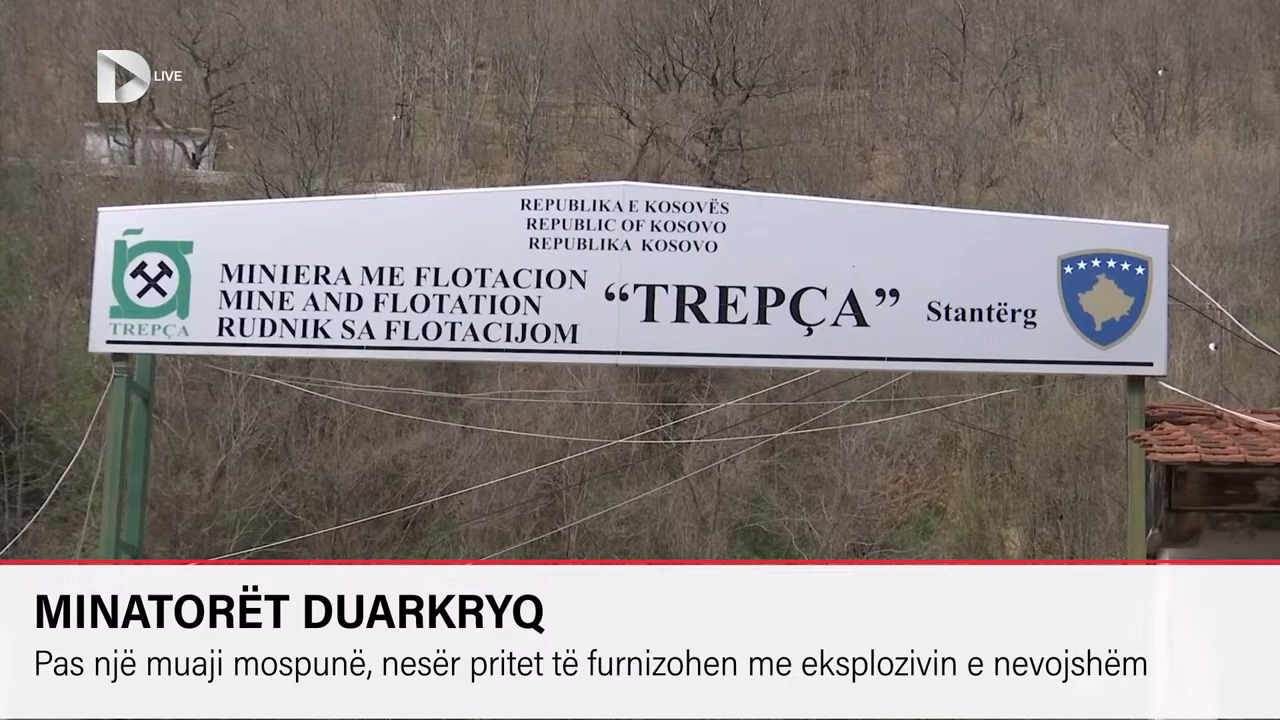 LIVE
REPUBLIKA E KOSOVËS
REPUBLIC OF KOSOVO
REPUBLIKA KOSOVO
TREPÇA
MINIERA ME FLOTACION
MINE AND FLOTATION
RUDNIK SA FLOTACIJOM
“TREPÇA”
Stantërg
MINATORËT DUARKRYQ
Pas një muaji mospunë, nesër pritet të furnizohen me eksplozivin e nevojshëm